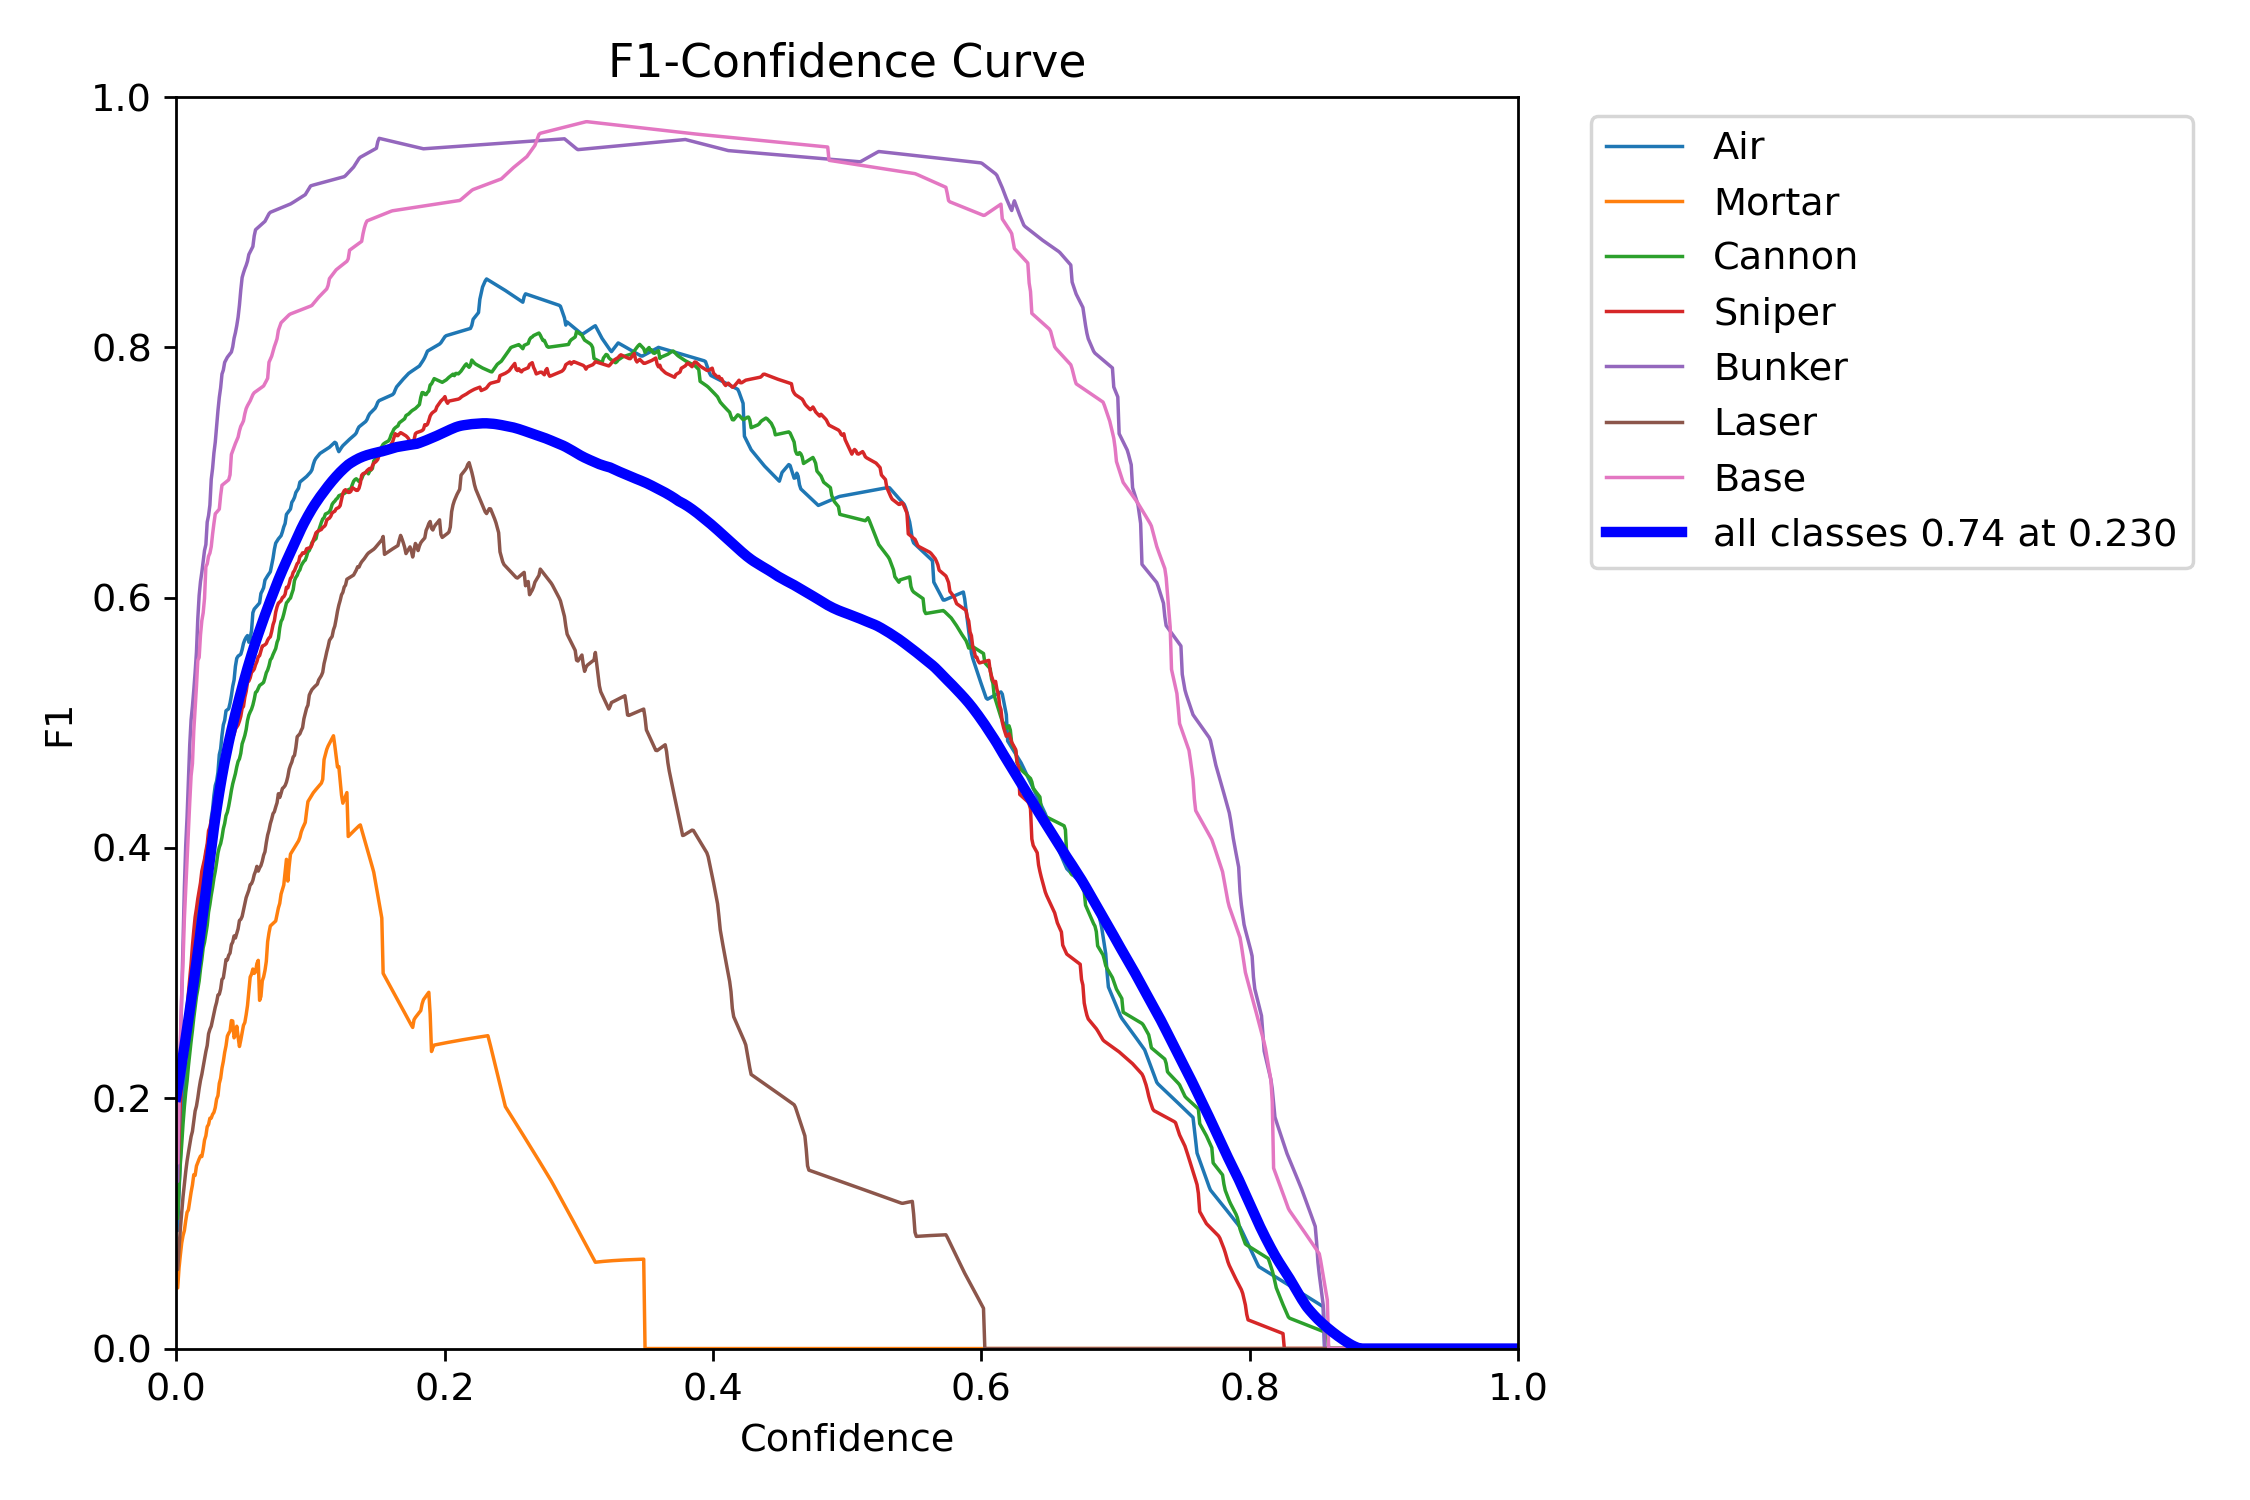 F1-Confidence Curve
1.0
0.8
0.6
0.4
0.2
0.0
F1
0.0 0.2 0.4 0.6 0.8 1.0
Confidence
Air
Mortar
Cannon
Sniper
Bunker
Laser
Base
all classes 0.74 at 0.230